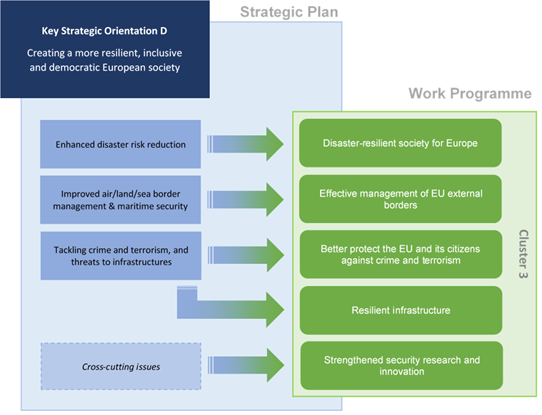 Strategic Plan
Key Strategic Orientation D
Creating a more resilient, inclusive
and democratic European society
Work Programme
Enhanced disaster risk reduction
Disaster-resilient society for Europe
Improved air/land/sea border
management & maritime security
Effective management of EU external
borders
Tackling crime and terrorism, and
threats to infrastructures
Better protect the EU and its citizens
against crime and terrorism
Resilient infrastructure
Cross-cutting issues
Strengthened security research and
innovation
Cluster 3